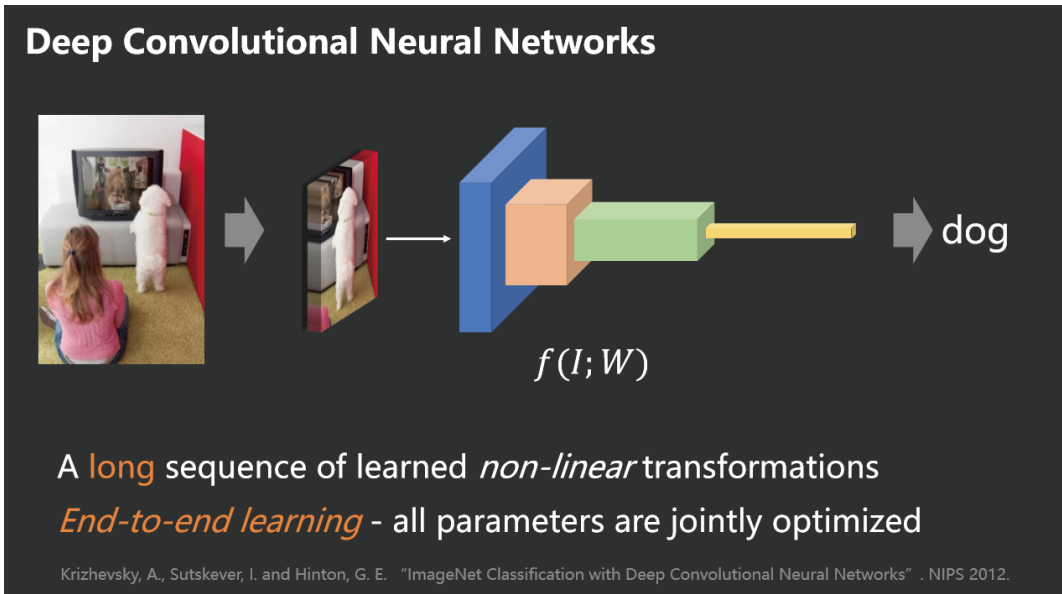 Deep Convolutional Neural Networks
dog
f(I;W)
A long sequence of learned non-linear transformations
End-to-end learning - all parameters are jointly optimized
Krizhevsky, A., Sutskever, I. and Hinton, G. E. “ImageNet Classification with Deep Convolutional Neural Networks” . NIPS 2012.